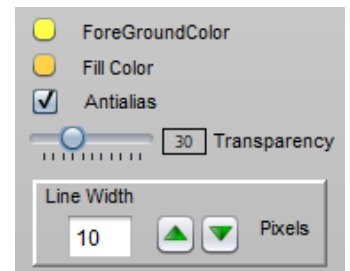 ForeGroundColor
Fill Color
Antialias
30 Transparency
Line Width
10 Pixels